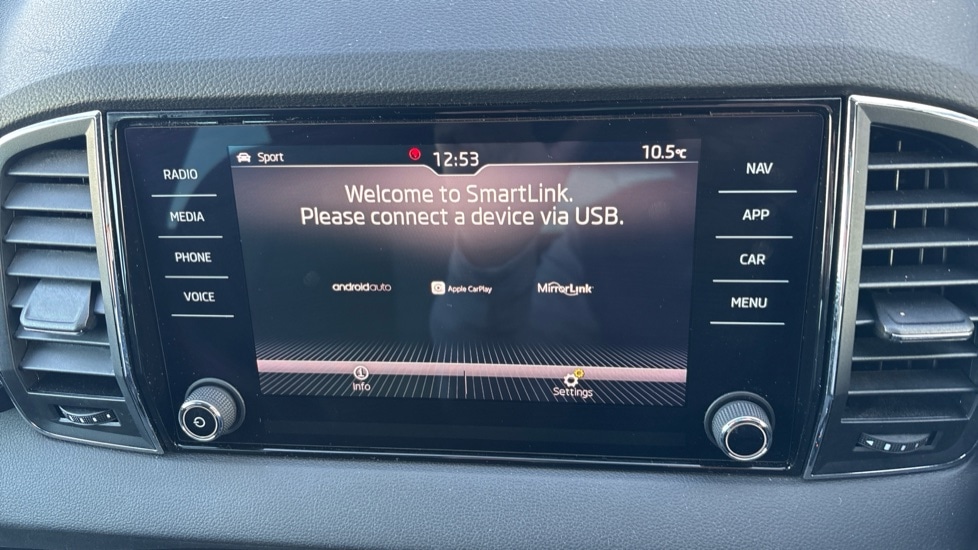 RADIO
MEDIA
PHONE
VOICE
Sport
12:53
10.5°C
Welcome to SmartLink.
Please connect a device via USB.
androidauto
Apple CarPlay
MirrorLink
Info
Settings
NAV
APP
CAR
MENU